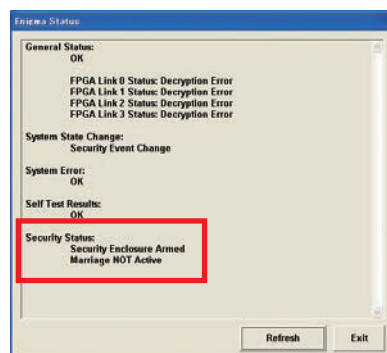 Enigma Status
General Status:
OK
FPGA Link 0 Status: Decryption Error
FPGA Link 1 Status: Decryption Error
FPGA Link 2 Status: Decryption Error
FPGA Link 3 Status: Decryption Error
System State Change:
Security Event Change
System Error:
OK
Self Test Results:
OK
Security Status:
Security Enclosure Armed
Marriage NOT Active
Refresh Exit